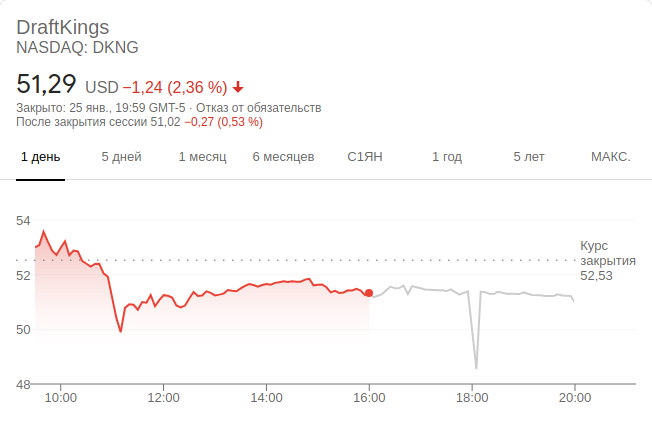 DraftKings
NASDAQ: DKNG
51,29 USD −1,24 (2,36 %)
Закрыто: 25 янв., 19:59 GMT-5 · Отказ от обязательств
После закрытия сессии 51,02 −0,27 (0,53 %)
1 день 5 дней 1 месяц 6 месяцев С1ЯН 1 год 5 лет МАКС.
54
Курс
закрытия
52,53
52
50
48
10:00 12:00 14:00 16:00 18:00 20:00